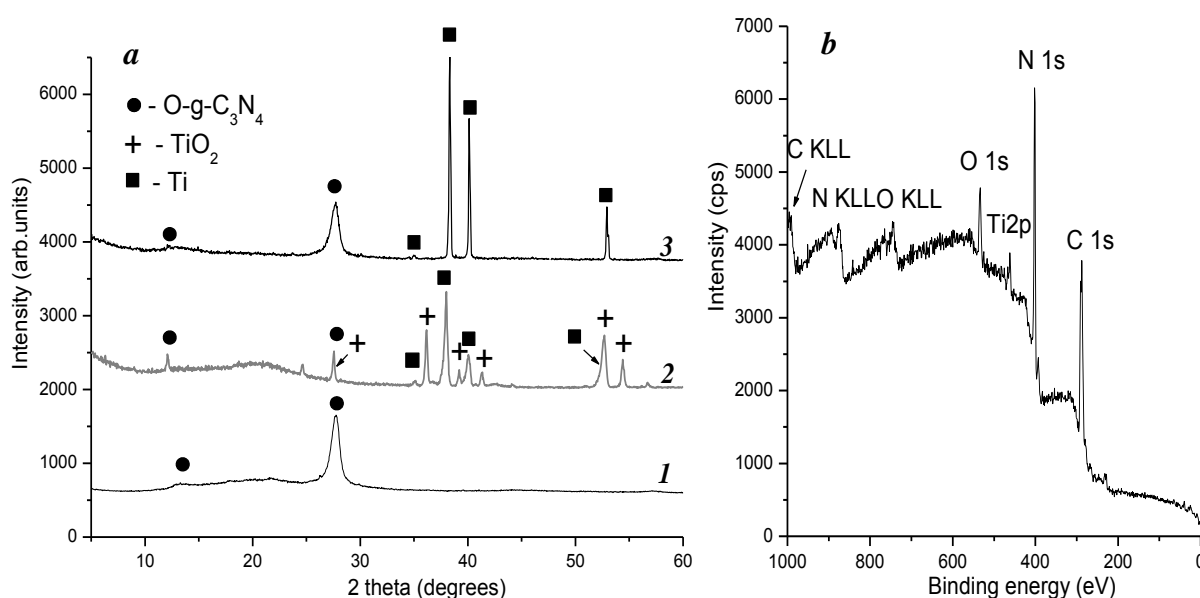 a
● - O-g-C₃N₄
+ - TiO₂
■ - Ti
3
2
1
6000
5000
4000
3000
2000
1000
0
10 20 30 40 50 60
Intensity (arb.units)
2 theta (degrees)
b
N 1s
C KLL
O 1s
N KLL O KLL
Ti2p
C 1s
7000
6000
5000
4000
3000
2000
1000
0
1000 800 600 400 200 0
Intensity (cps)
Binding energy (eV)